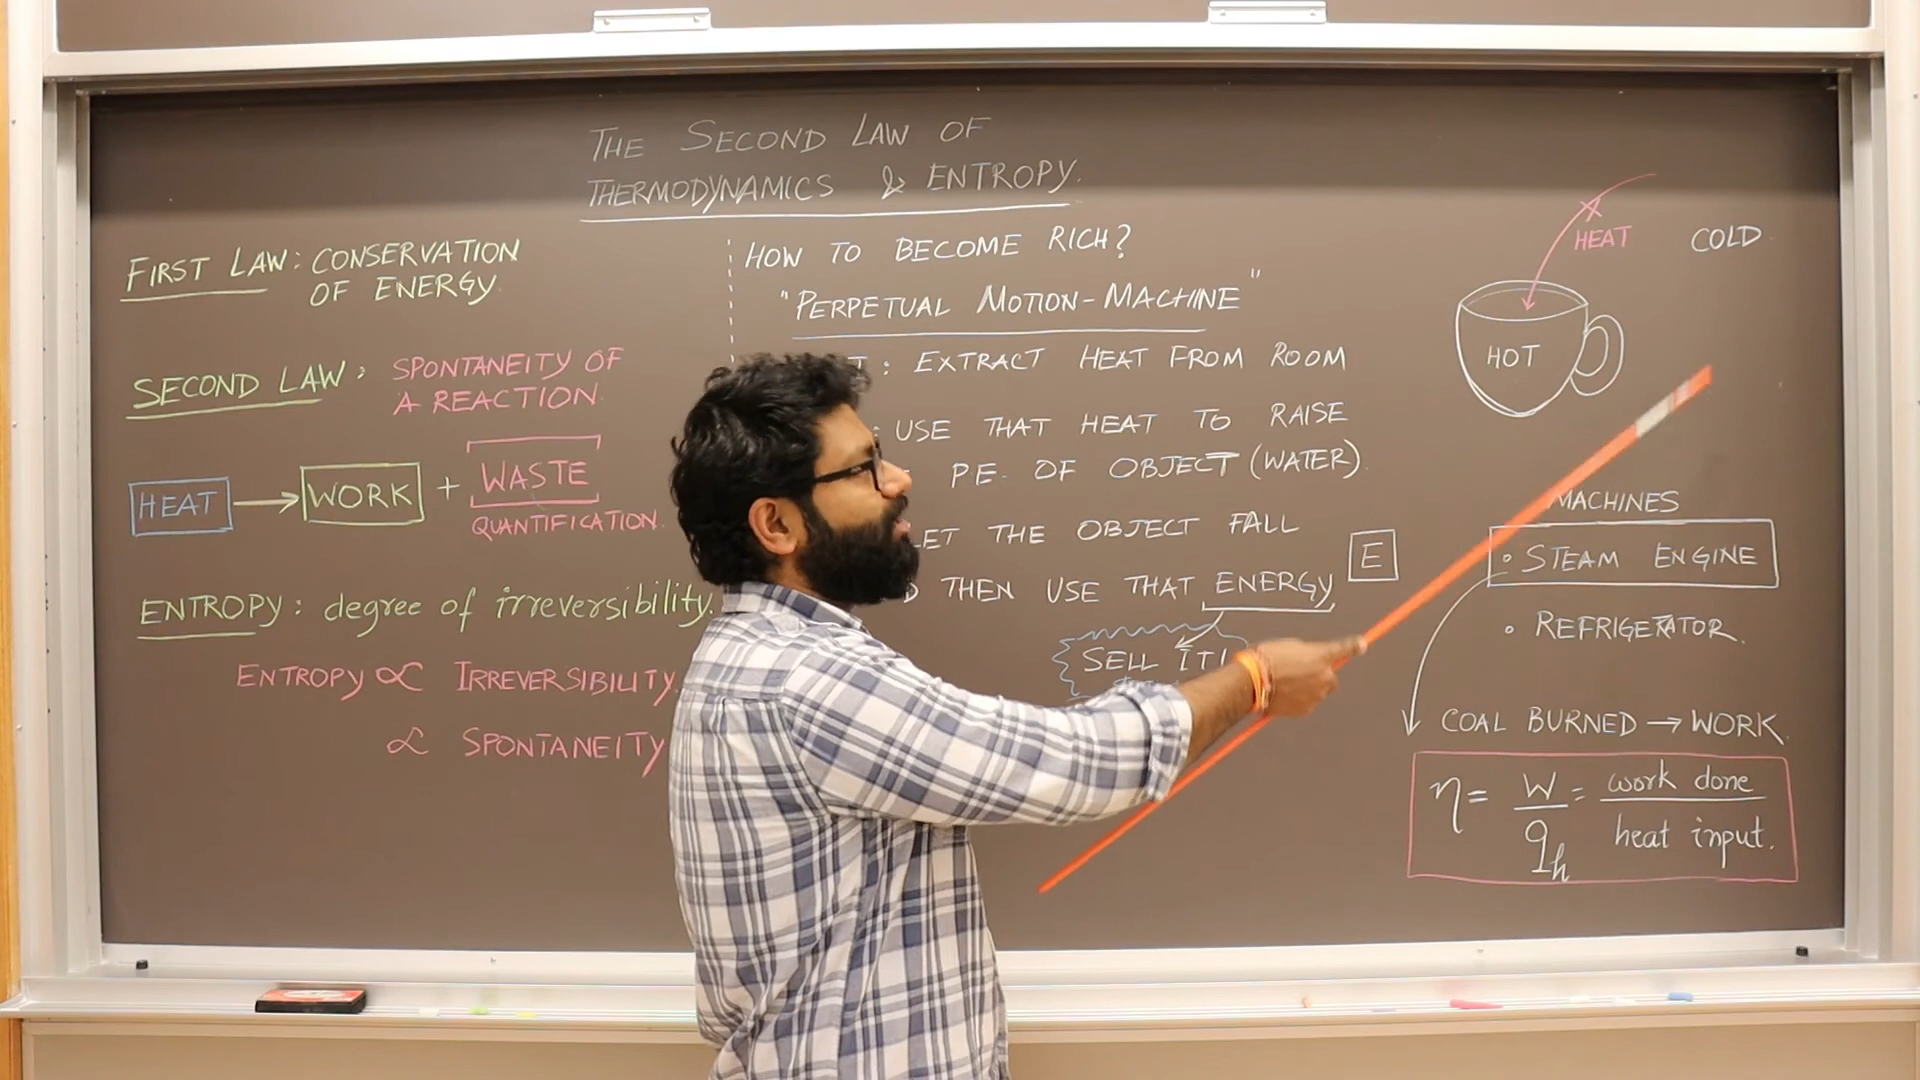 THE SECOND LAW OF
THERMODYNAMICS & ENTROPY.
FIRST LAW: CONSERVATION
OF ENERGY.
SECOND LAW: SPONTANEITY OF
A REACTION.
HEAT → WORK + WASTE
QUANTIFICATION.
ENTROPY: degree of irreversibility.
ENTROPY ∝ IRREVERSIBILITY.
∝ SPONTANEITY
HOW TO BECOME RICH?
"PERPETUAL MOTION-MACHINE"
: EXTRACT HEAT FROM ROOM
: USE THAT HEAT TO RAISE
PE. OF OBJECT (WATER).
LET THE OBJECT FALL
THEN USE THAT ENERGY
E
SELL IT!
HEAT
COLD
HOT
MACHINES
• STEAM ENGINE
• REFRIGERATOR.
COAL BURNED → WORK.
η = W/qh = work done/heat input.